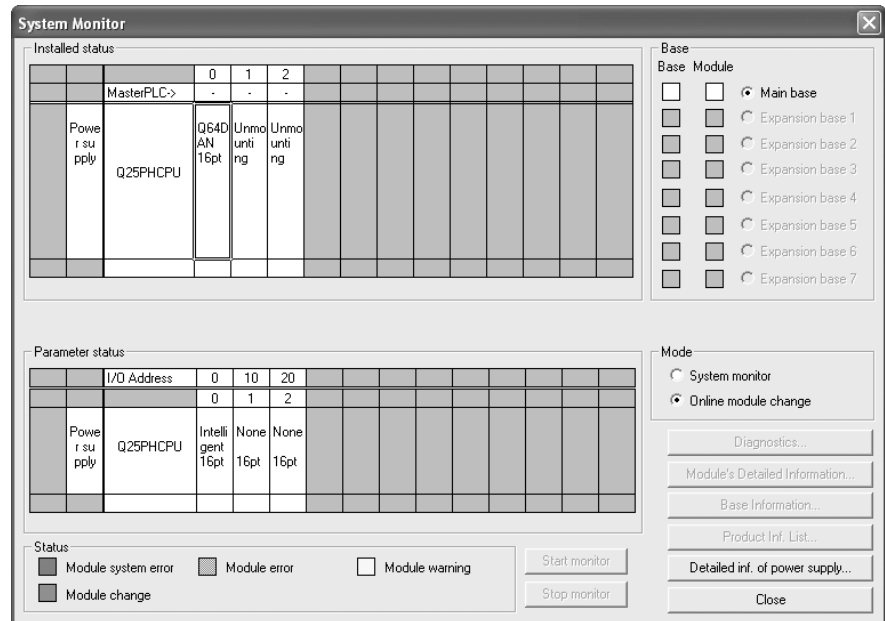 System Monitor
Installed status
0 1 2
MasterPLC-> - - -
Powe
r su
pply
Q25PHCPU
Q64D
AN
16pt
Unmo
unti
ng
Unmo
unti
ng
Base
Base Module
Main base
Expansion base 1
Expansion base 2
Expansion base 3
Expansion base 4
Expansion base 5
Expansion base 6
Expansion base 7
Parameter status
I/O Address 0 10 20
0 1 2
Powe
r su
pply
Q25PHCPU
Intelli
gent
16pt
None
16pt
None
16pt
Mode
System monitor
Online module change
Diagnostics...
Module's Detailed Information...
Base Information...
Product Inf. List...
Detailed inf. of power supply...
Close
Status
Module system error
Module error
Module warning
Module change
Start monitor
Stop monitor